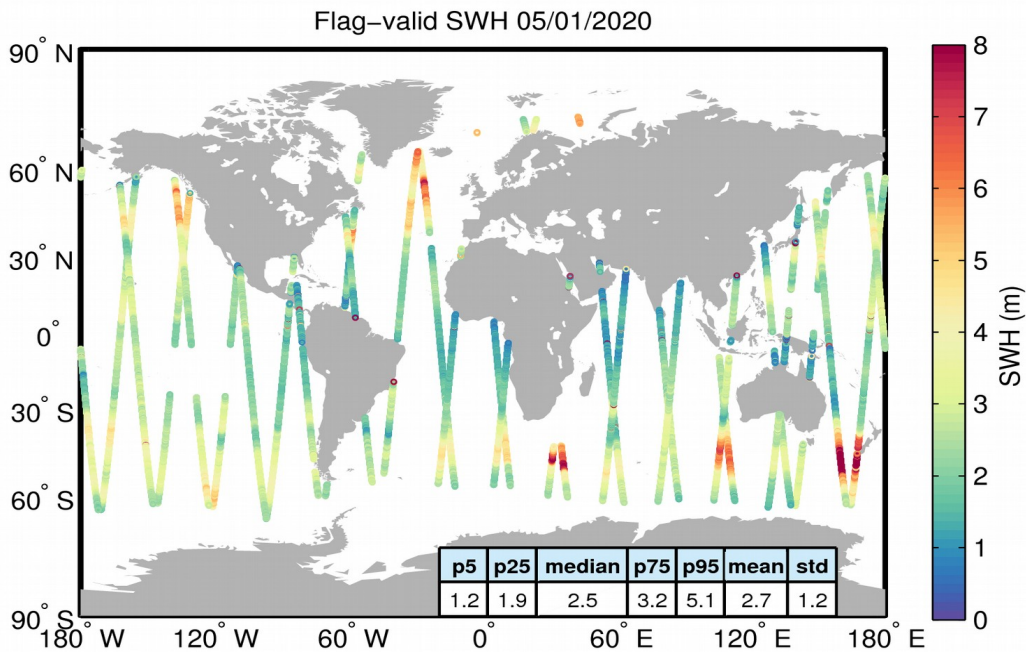 Flag−valid SWH 05/01/2020
90° N
60° N
30° N
0°
30° S
60° S
90° S
180° W
120° W
60° W
0°
60° E
120° E
180° E
p5 p25 median p75 p95 mean std
1.2 1.9 2.5 3.2 5.1 2.7 1.2
8
7
6
5
4
3
2
1
0
SWH (m)